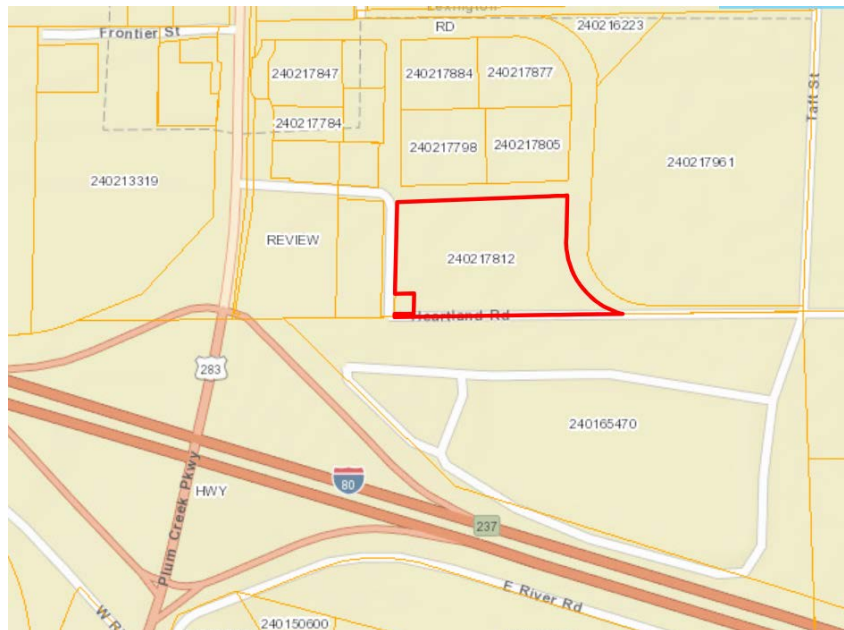 Lexington
Frontier St
RD
240216223
240217847
240217884
240217877
Taft St
240217784
240217798
240217805
240217961
240213319
REVIEW
240217812
Heartland Rd
283
240165470
80
HWY
237
Plum Creek Pkwy
E River Rd
240150600